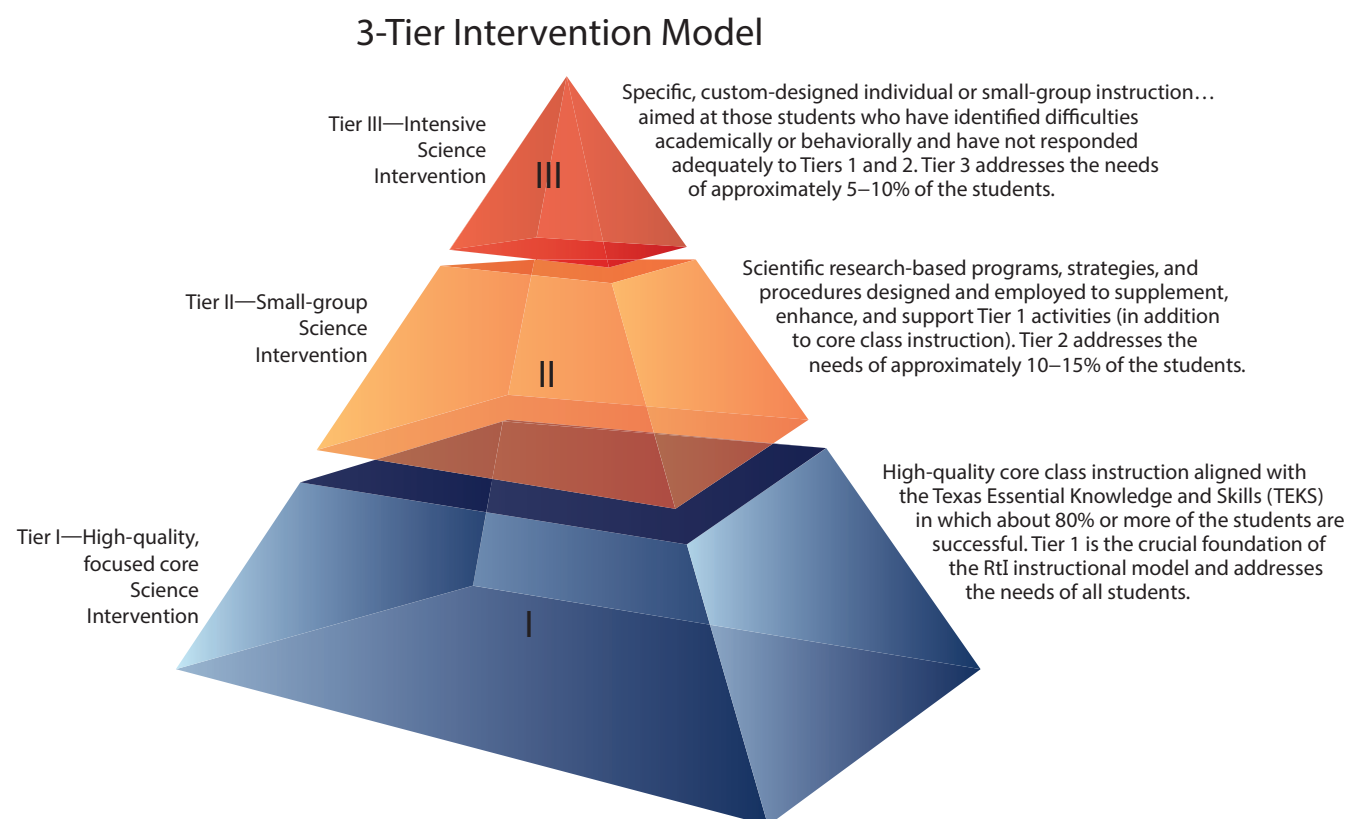 3-Tier Intervention Model
Tier III—Intensive
Science
Intervention
III
Specific, custom-designed individual or small-group instruction…
aimed at those students who have identified difficulties
academically or behaviorally and have not responded
adequately to Tiers 1 and 2. Tier 3 addresses the needs
of approximately 5–10% of the students.
Tier II—Small-group
Science
Intervention
II
Scientific research-based programs, strategies, and
procedures designed and employed to supplement,
enhance, and support Tier 1 activities (in addition
to core class instruction). Tier 2 addresses the
needs of approximately 10–15% of the students.
Tier I—High-quality,
focused core
Science
Intervention
I
High-quality core class instruction aligned with
the Texas Essential Knowledge and Skills (TEKS)
in which about 80% or more of the students are
successful. Tier 1 is the crucial foundation of
the RtI instructional model and addresses
the needs of all students.